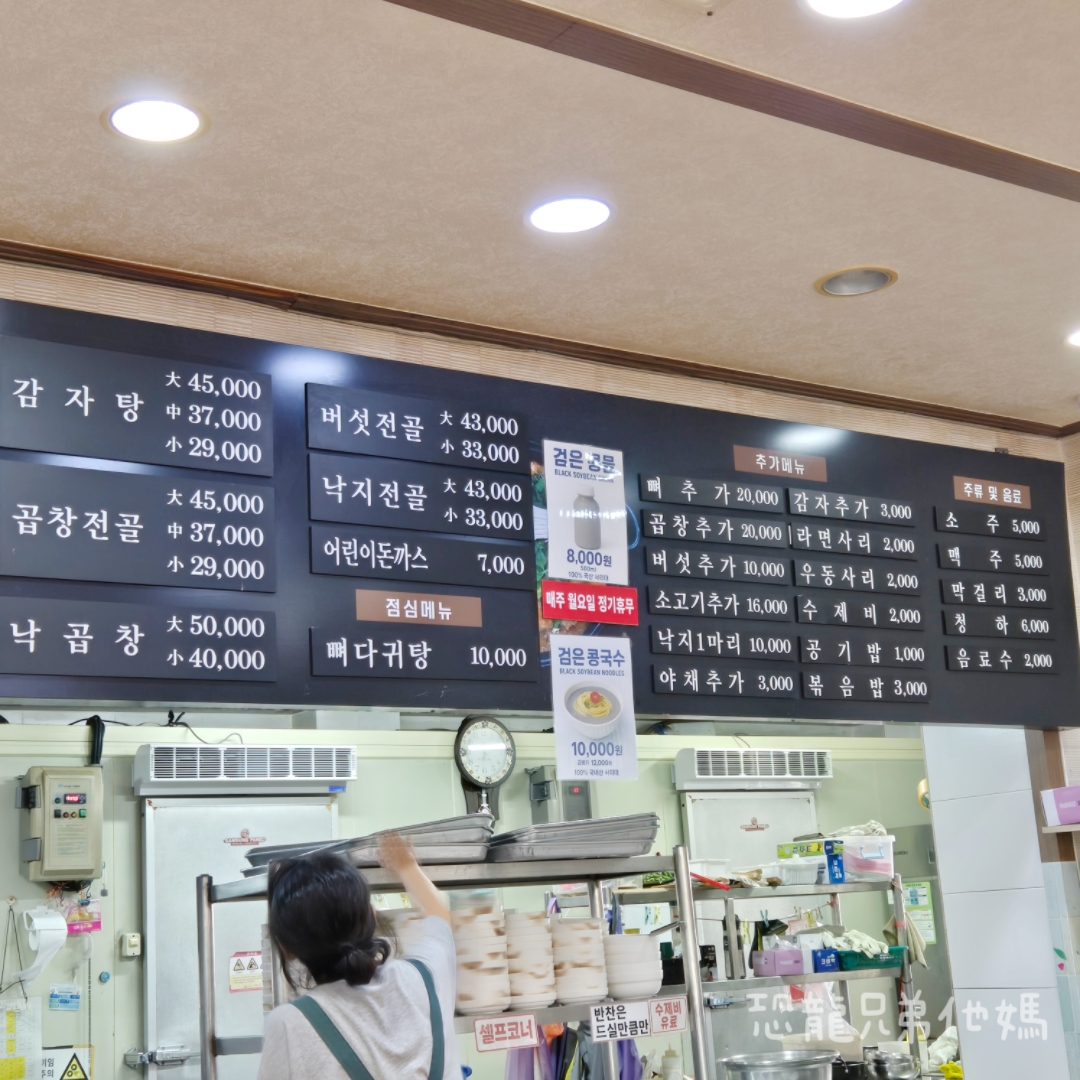 감자탕 大 45,000
中 37,000
小 29,000
곱창전골 大 45,000
中 37,000
小 29,000
낙곱창 大 50,000
小 40,000
버섯전골 大 43,000
小 33,000
낙지전골 大 43,000
小 33,000
어린이돈까스 7,000
점심메뉴
뼈다귀탕 10,000
검은콩물
BLACK SOYBEAN
8,000원
500ml
100% 국산 서리태
매주 월요일 정기휴무
검은콩국수
BLACK SOYBEAN NOODLES
10,000원
100% 국내산 서리태
추가메뉴
뼈추가 20,000
곱창추가 20,000
버섯추가 10,000
소고기추가 16,000
낙지1마리 10,000
야채추가 3,000
감자추가 3,000
라면사리 2,000
우동사리 2,000
수제비 2,000
공기밥 1,000
볶음밥 3,000
주류 및 음료
소주 5,000
맥주 5,000
막걸리 3,000
청하 6,000
음료수 2,000
셀프코너
반찬은
드실만큼만
수제비
유료
恐龍兄弟他媽